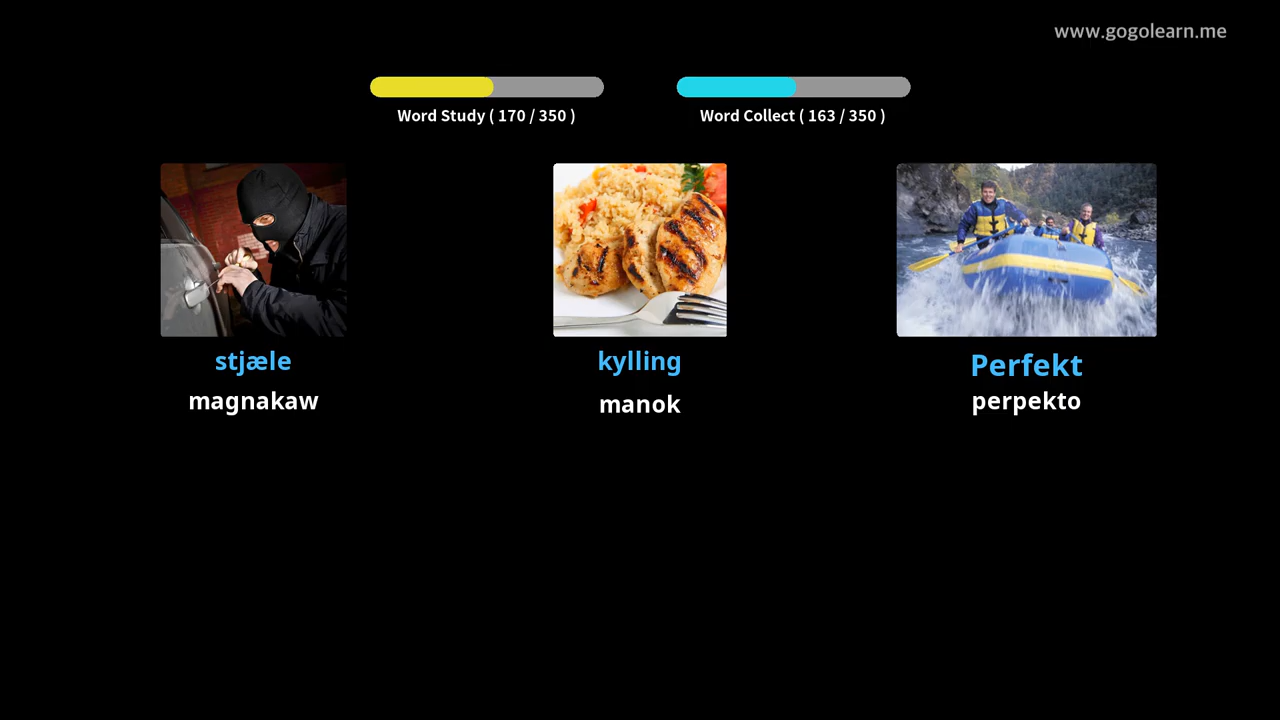 www.gogolearn.me
Word Study ( 170 / 350 )
Word Collect ( 163 / 350 )
stjæle
magnakaw
kylling
manok
Perfekt
perpekto